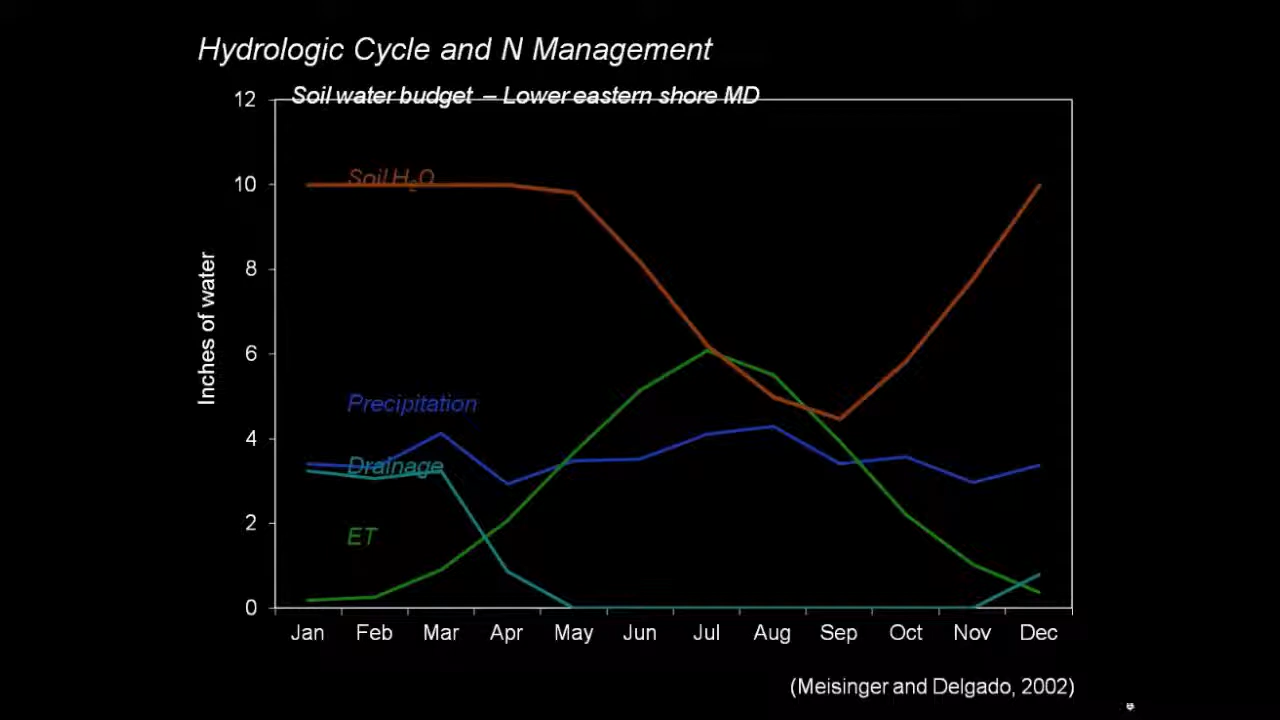 Hydrologic Cycle and N Management
Soil water budget – Lower eastern shore MD
12
10
8
6
4
2
0
Inches of water
Soil H₂O
Precipitation
Drainage
ET
Jan Feb Mar Apr May Jun Jul Aug Sep Oct Nov Dec
(Meisinger and Delgado, 2002)